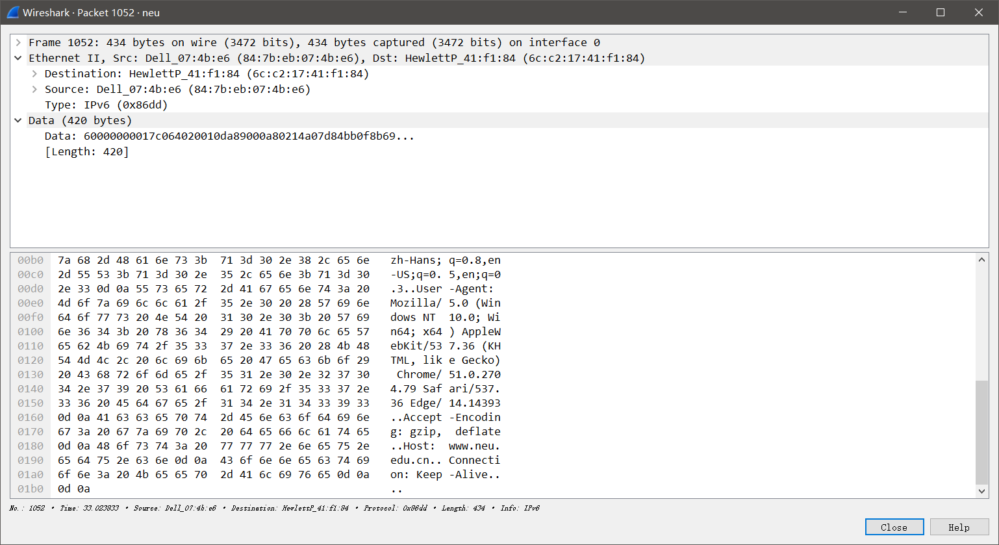 Wireshark · Packet 1052 · neu
Frame 1052: 434 bytes on wire (3472 bits), 434 bytes captured (3472 bits) on interface 0
Ethernet II, Src: Dell_07:4b:e6 (84:7b:eb:07:4b:e6), Dst: HewlettP_41:f1:84 (6c:c2:17:41:f1:84)
Destination: HewlettP_41:f1:84 (6c:c2:17:41:f1:84)
Source: Dell_07:4b:e6 (84:7b:eb:07:4b:e6)
Type: IPv6 (0x86dd)
Data (420 bytes)
Data: 60000000017c064020010da89000a80214a07d84bb0f8b69...
[Length: 420]
00b0 7a 68 2d 48 61 6e 73 3b 71 3d 30 2e 38 2c 65 6e zh-Hans; q=0.8,en
00c0 2d 55 53 3b 71 3d 30 2e 35 2c 65 6e 3b 71 3d 30 -US;q=0. 5,en;q=0
00d0 2e 33 0d 0a 55 73 65 72 2d 41 67 65 6e 74 3a 20 .3..User -Agent:
00e0 4d 6f 7a 69 6c 6c 61 2f 35 2e 30 20 28 57 69 6e Mozilla/ 5.0 (Win
00f0 64 6f 77 73 20 4e 54 20 31 30 2e 30 3b 20 57 69 dows NT  10.0; Wi
0100 6e 36 34 3b 20 78 36 34 29 20 41 70 70 6c 65 57 n64; x64 ) AppleW
0110 65 62 4b 69 74 2f 35 33 37 2e 33 36 20 28 4b 48 ebKit/53 7.36 (KH
0120 54 4d 4c 2c 20 6c 69 6b 65 20 47 65 63 6b 6f 29 TML, lik e Gecko)
0130 20 43 68 72 6f 6d 65 2f 35 31 2e 30 2e 32 37 30 Chrome/ 51.0.270
0140 34 2e 37 39 20 53 61 66 61 72 69 2f 35 33 37 2e 4.79 Saf ari/537.
0150 33 36 20 45 64 67 65 2f 31 34 2e 31 34 33 39 33 36 Edge/ 14.14393
0160 0d 0a 41 63 63 65 70 74 2d 45 6e 63 6f 64 69 6e ..Accept -Encodin
0170 67 3a 20 67 7a 69 70 2c 20 64 65 66 6c 61 74 65 g: gzip,  deflate
0180 0d 0a 48 6f 73 74 3a 20 77 77 77 2e 6e 65 75 2e ..Host:  www.neu.
0190 65 64 75 2e 63 6e 0d 0a 43 6f 6e 6e 65 63 74 69 edu.cn.. Connecti
01a0 6f 6e 3a 20 4b 65 65 70 2d 41 6c 69 76 65 0d 0a on: Keep -Alive..
01b0 0d 0a ..
No.: 1052 · Time: 33.023833 · Source: Dell_07:4b:e6 · Destination: HewlettP_41:f1:84 · Protocol: 0x86dd · Length: 434 · Info: IPv6
Close Help